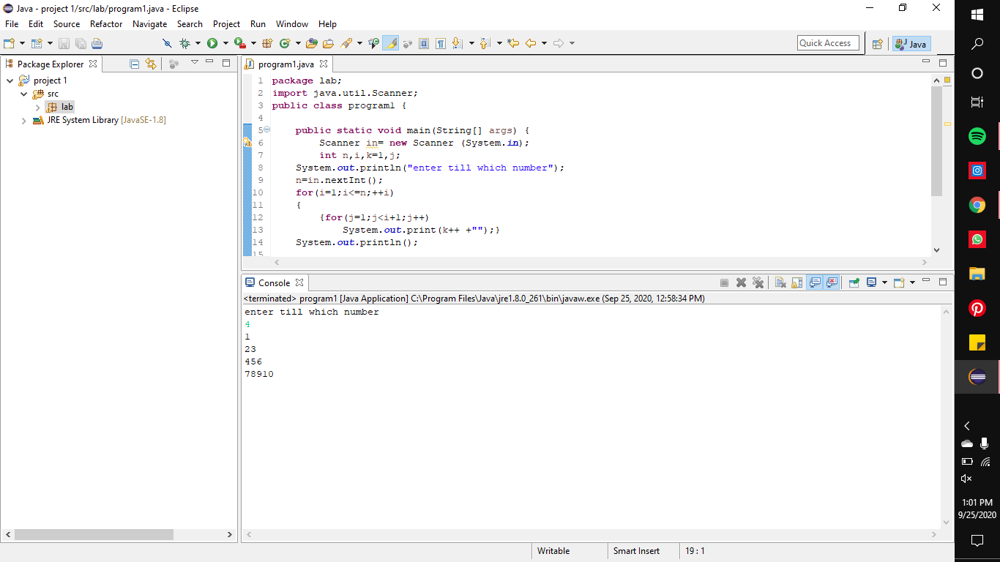 Java - project 1/src/lab/program1.java - Eclipse
File Edit Source Refactor Navigate Search Project Run Window Help
Quick Access
Java
Package Explorer
project 1
src
lab
JRE System Library [JavaSE-1.8]
program1.java
1 package lab;
2 import java.util.Scanner;
3 public class program1 {
4
5 public static void main(String[] args) {
6 Scanner in= new Scanner (System.in);
7 int n,i,k=1,j;
8 System.out.println("enter till which number");
9 n=in.nextInt();
10 for(i=1;i<=n;++i)
11 {
12 {for(j=1;j<i+1;j++)
13 System.out.print(k++ +"");}
14 System.out.println();
15
Console
<terminated> program1 [Java Application] C:\Program Files\Java\jre1.8.0_261\bin\javaw.exe (Sep 25, 2020, 12:58:34 PM)
enter till which number
4
1
23
456
78910
Writable Smart Insert 19 : 1
1:01 PM
9/25/2020